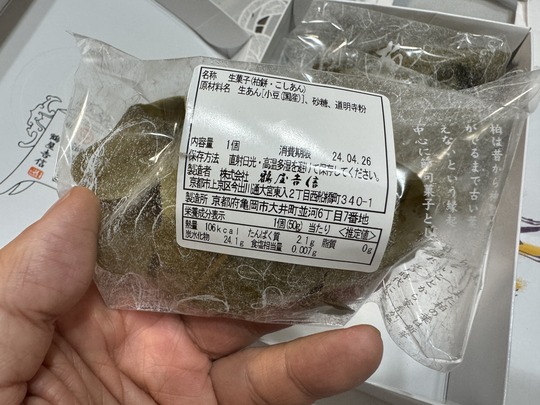 名称 生菓子(柏餅・こしあん)
原材料名 生あん[小豆(国産)]、砂糖、道明寺粉
内容量 1個 消費期限 24.04.26
保存方法 直射日光・高温多湿を避けて保存してください。
製造者 株式会社 鶴屋吉信
京都市上京区今出川通大宮東入2丁目西船橋町340-1
製造所 京都府亀岡市大井町並河6丁目7番地
栄養成分表示 1個(50g)当たり <推定値>
熱量 106kcal たんぱく質 2.1g 脂質 0g
炭水化物 24.1g 食塩相当量 0.007g
柏は昔
鶴屋吉信